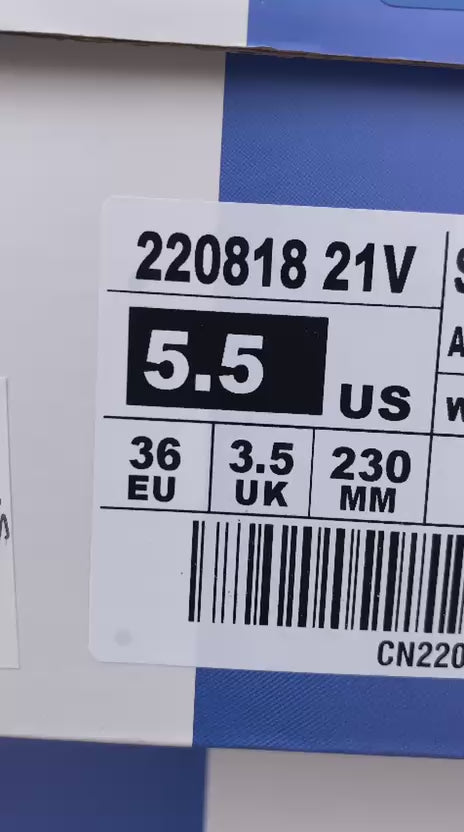 220818 21V
5.5 US
36 3.5 230
EU UK MM
CN220